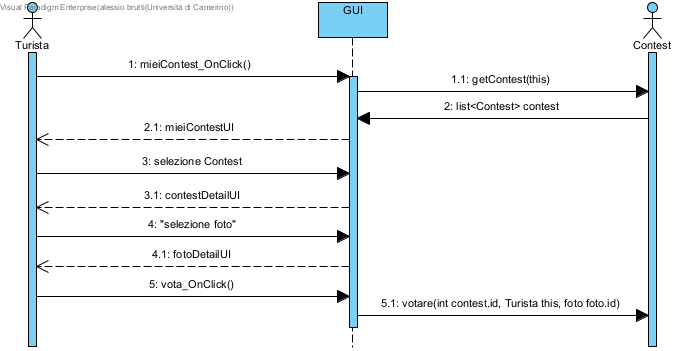 Visual Paradigm Enterprise(alessio brutti(Università di Camerino))
GUI
Turista
Contest
1: mieiContest_OnClick()
1.1: getContest(this)
2: list<Contest> contest
2.1: mieiContestUI
3: selezione Contest
3.1: contestDetailUI
4: "selezione foto"
4.1: fotoDetailUI
5: vota_OnClick()
5.1: votare(int contest.id, Turista this, foto foto.id)